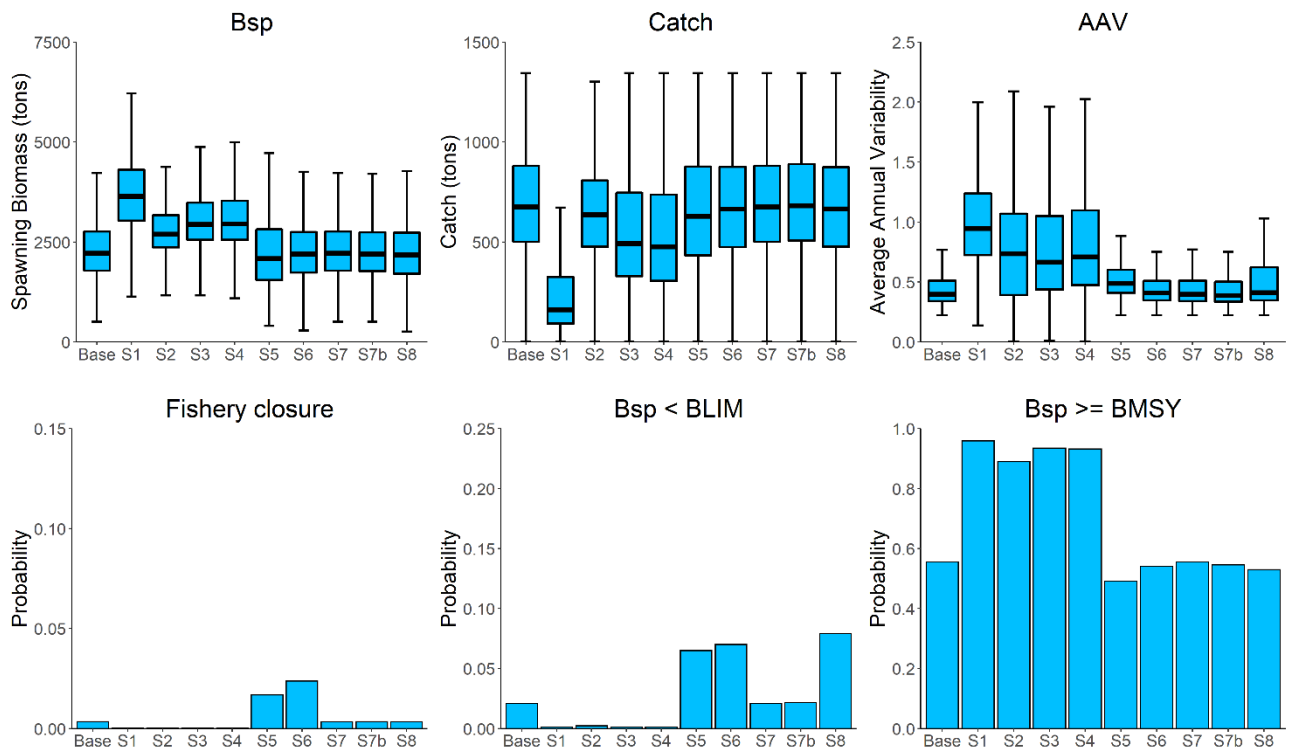 Bsp
Spawning Biomass (tons)
7500
5000
2500
0
Base S1 S2 S3 S4 S5 S6 S7 S7b S8
Catch
Catch (tons)
1500
1000
500
0
Base S1 S2 S3 S4 S5 S6 S7 S7b S8
AAV
Average Annual Variability
2.5
2.0
1.5
1.0
0.5
0.0
Base S1 S2 S3 S4 S5 S6 S7 S7b S8
Fishery closure
Probability
0.15
0.10
0.05
0.00
Base S1 S2 S3 S4 S5 S6 S7 S7b S8
Bsp < BLIM
Probability
0.25
0.20
0.15
0.10
0.05
0.00
Base S1 S2 S3 S4 S5 S6 S7 S7b S8
Bsp >= BMSY
Probability
1.0
0.8
0.6
0.4
0.2
0.0
Base S1 S2 S3 S4 S5 S6 S7 S7b S8